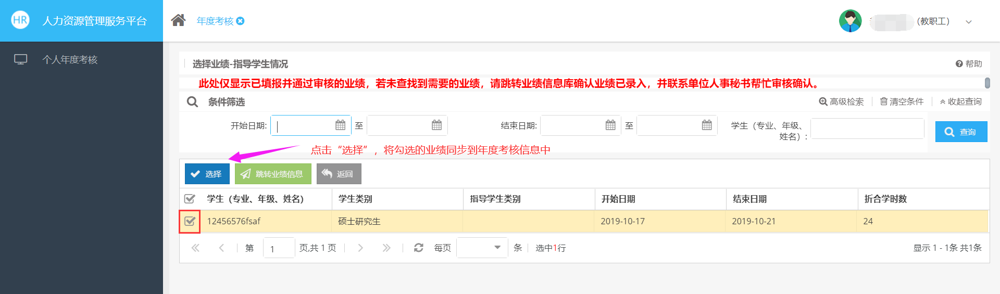 HR 人力资源管理服务平台
年度考核
(教职工)
个人年度考核
选择业绩-指导学生情况
帮助
此处仅显示已填报并通过审核的业绩，若未查找到需要的业绩，请跳转业绩信息库确认业绩已录入，并联系单位人事秘书帮忙审核确认。
条件筛选
高级检索 清空条件 收起查询
开始日期: 至 结束日期: 至 学生（专业、年级、
姓名）:
查询
点击“选择”，将勾选的业绩同步到年度考核信息中
选择 跳转业绩信息 返回
学生（专业、年级、姓名） 学生类别 指导学生类别 开始日期 结束日期 折合学时数
12456576fsaf 硕士研究生 2019-10-17 2019-10-21 24
第 1 页,共 1 页 每页 条 选中1行 显示 1 - 1条 共1条